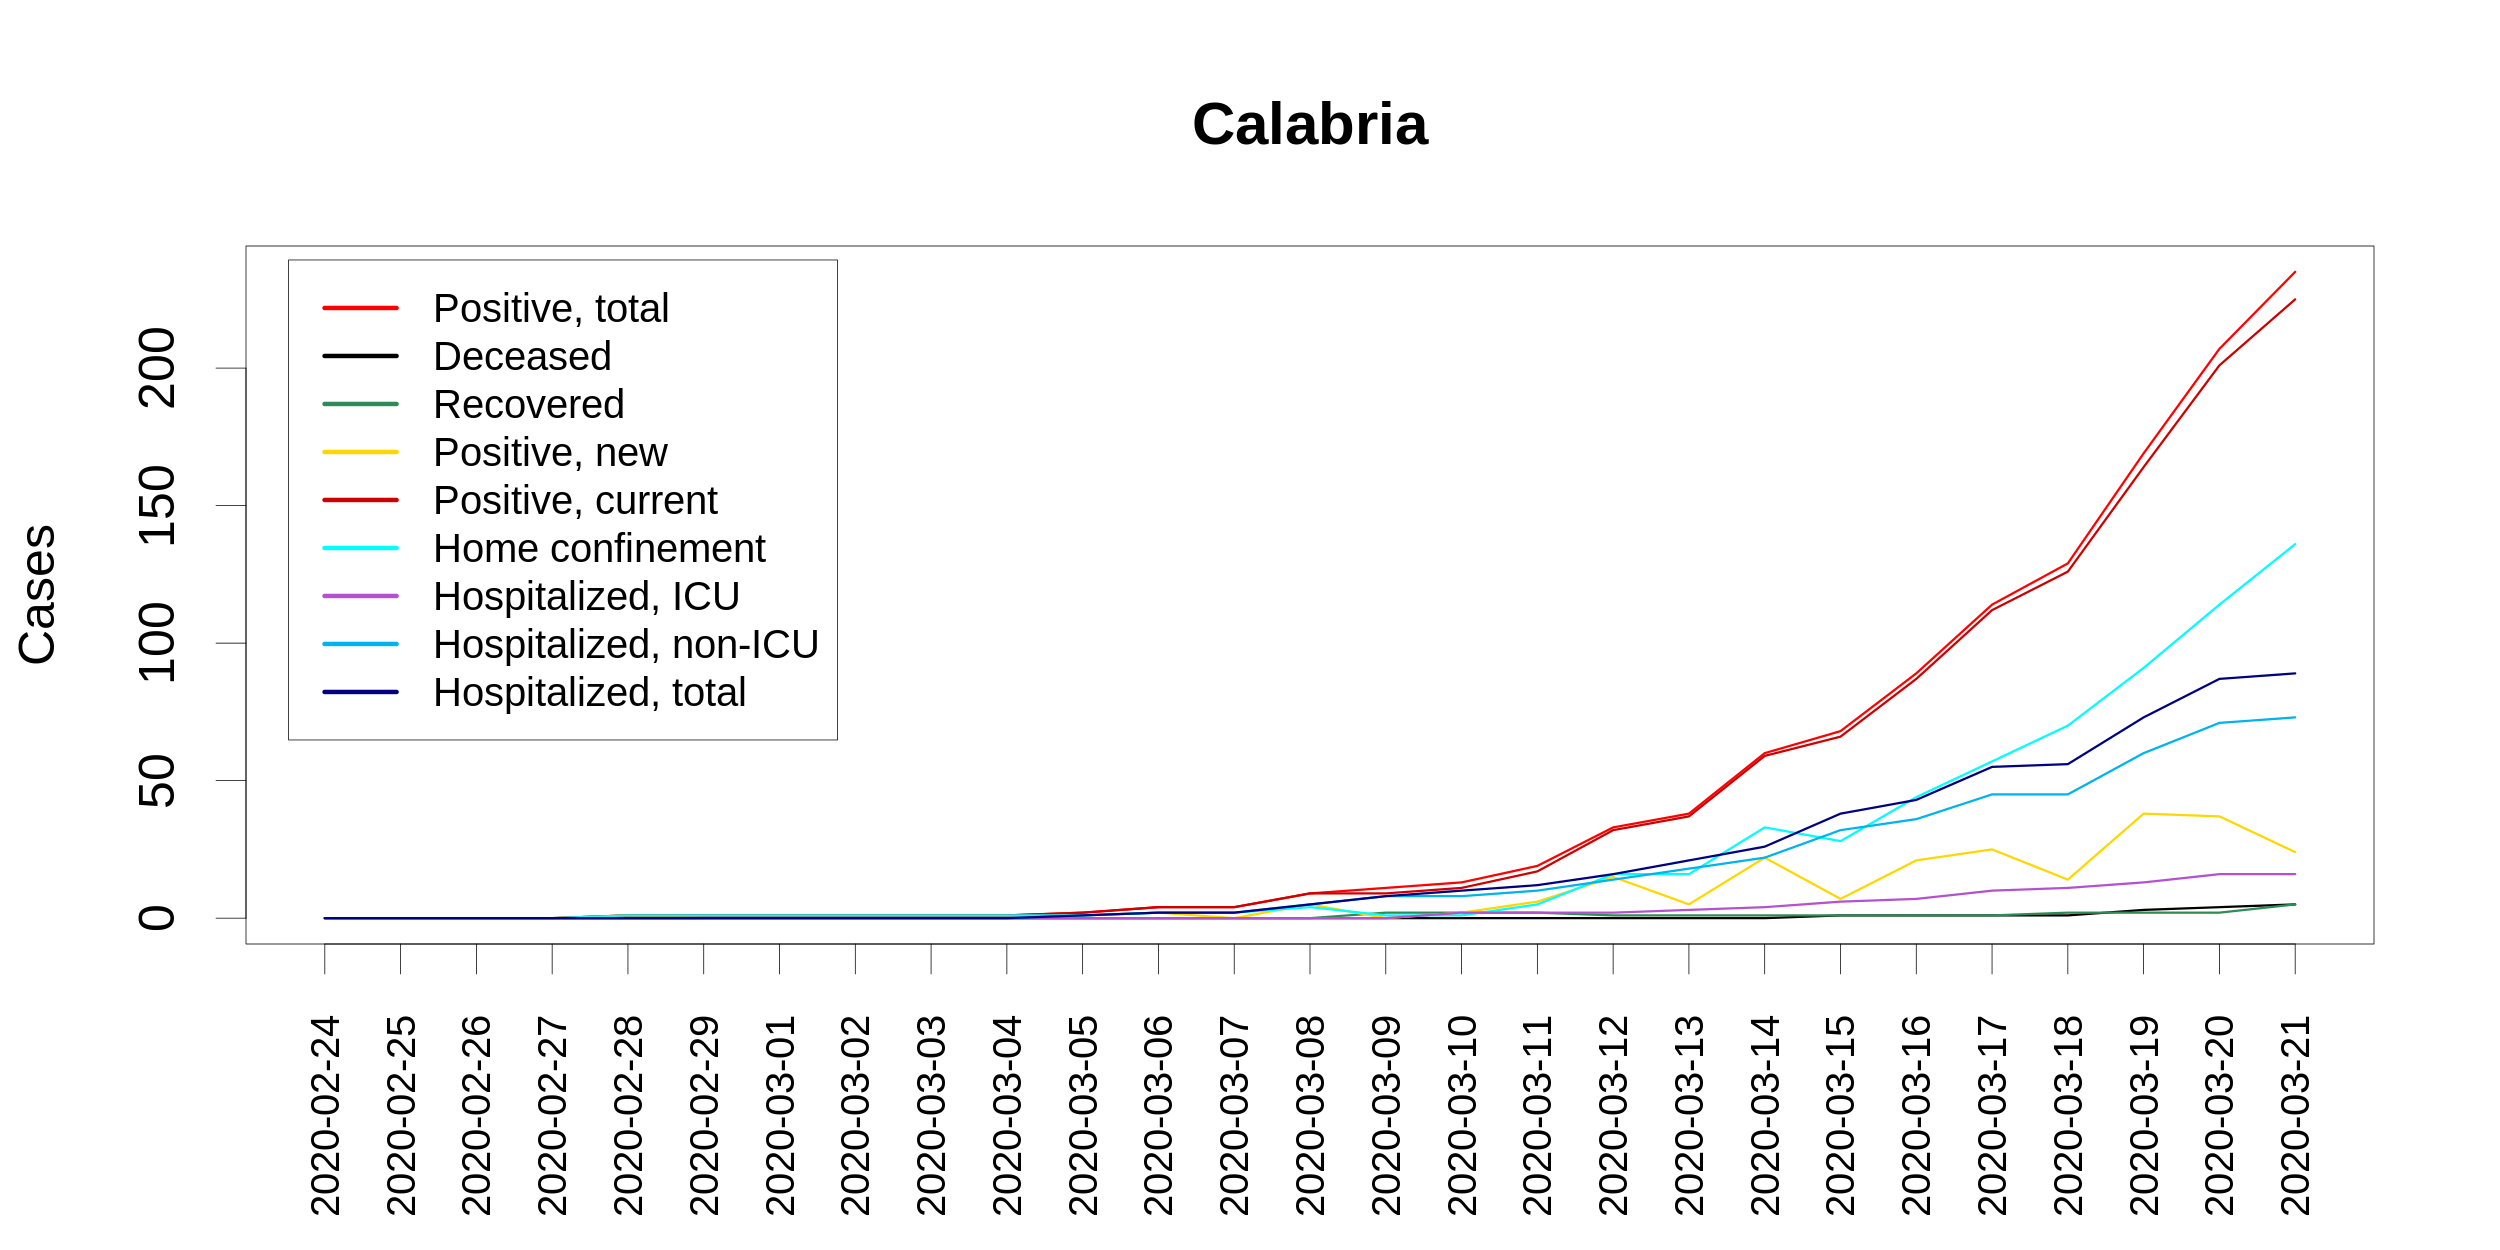 Calabria
Cases
200
150
100
50
0
Positive, total
Deceased
Recovered
Positive, new
Positive, current
Home confinement
Hospitalized, ICU
Hospitalized, non-ICU
Hospitalized, total
2020-02-24
2020-02-25
2020-02-26
2020-02-27
2020-02-28
2020-02-29
2020-03-01
2020-03-02
2020-03-03
2020-03-04
2020-03-05
2020-03-06
2020-03-07
2020-03-08
2020-03-09
2020-03-10
2020-03-11
2020-03-12
2020-03-13
2020-03-14
2020-03-15
2020-03-16
2020-03-17
2020-03-18
2020-03-19
2020-03-20
2020-03-21